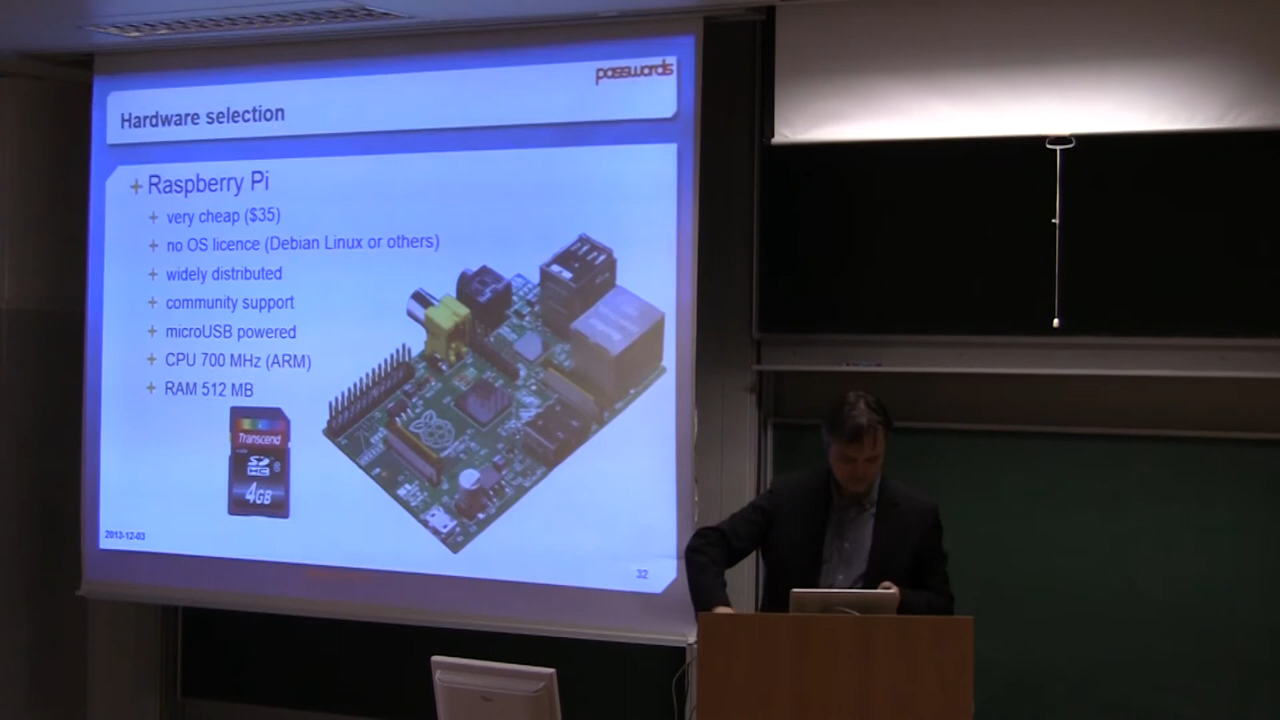 passwords
Hardware selection
+ Raspberry Pi
+ very cheap ($35)
+ no OS licence (Debian Linux or others)
+ widely distributed
+ community support
+ microUSB powered
+ CPU 700 MHz (ARM)
+ RAM 512 MB
Transcend
SD
HC
4GB
2013-12-03
32